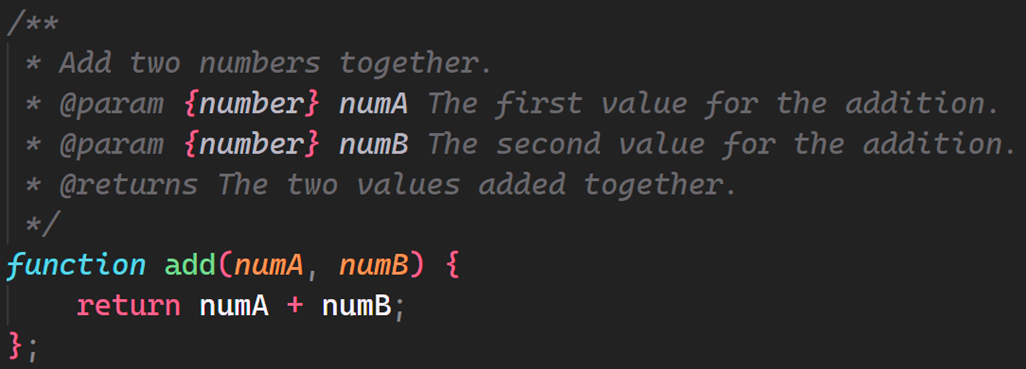 /**
 * Add two numbers together.
 * @param {number} numA The first value for the addition.
 * @param {number} numB The second value for the addition.
 * @returns The two values added together.
 */
function add(numA, numB) {
    return numA + numB;
};